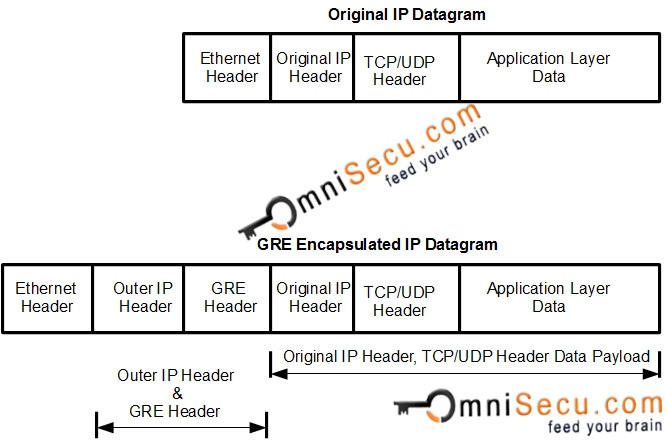 Original IP Datagram
Ethernet Header
Original IP Header
TCP/UDP Header
Application Layer Data
OmniSecu.com
feed your brain
GRE Encapsulated IP Datagram
Ethernet Header
Outer IP Header
GRE Header
Original IP Header
TCP/UDP Header
Application Layer Data
Original IP Header, TCP/UDP Header Data Payload
Outer IP Header
&
GRE Header
OmniSecu.com
feed your brain